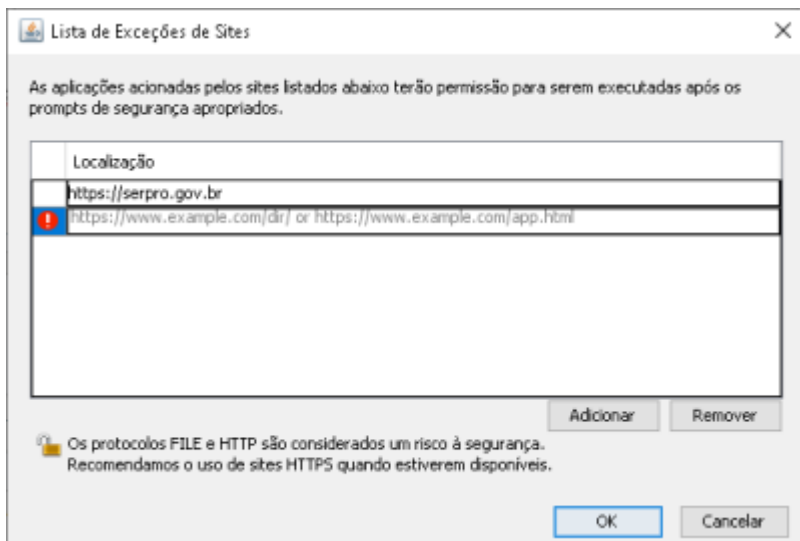 Lista de Exceções de Sites
As aplicações acionadas pelos sites listados abaixo terão permissão para serem executadas após os
prompts de segurança apropriados.
Localização
https://serpro.gov.br
https://www.example.com/dir/ or https://www.example.com/app.html
Adicionar Remover
Os protocolos FILE e HTTP são considerados um risco à segurança.
Recomendamos o uso de sites HTTPS quando estiverem disponíveis.
OK Cancelar